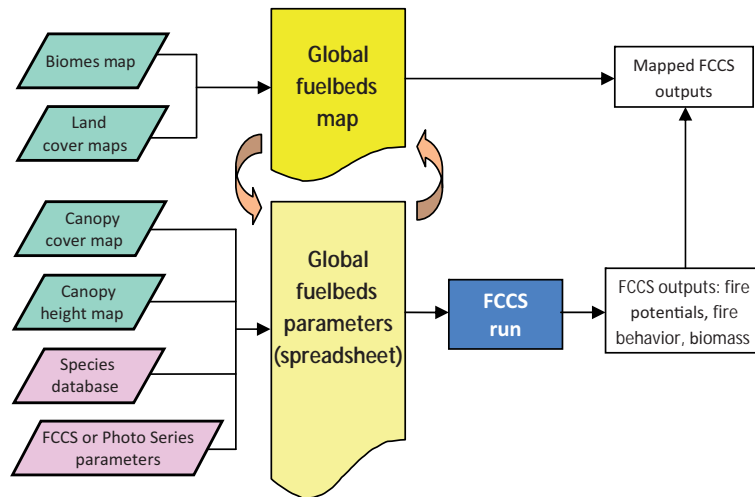 Biomes map
Land
cover maps
Global
fuelbeds
map
Mapped FCCS
outputs
Canopy
cover map
Canopy
height map
Species
database
FCCS or Photo Series
parameters
Global
fuelbeds
parameters
(spreadsheet)
FCCS
run
FCCS outputs: fire
potentials, fire
behavior, biomass